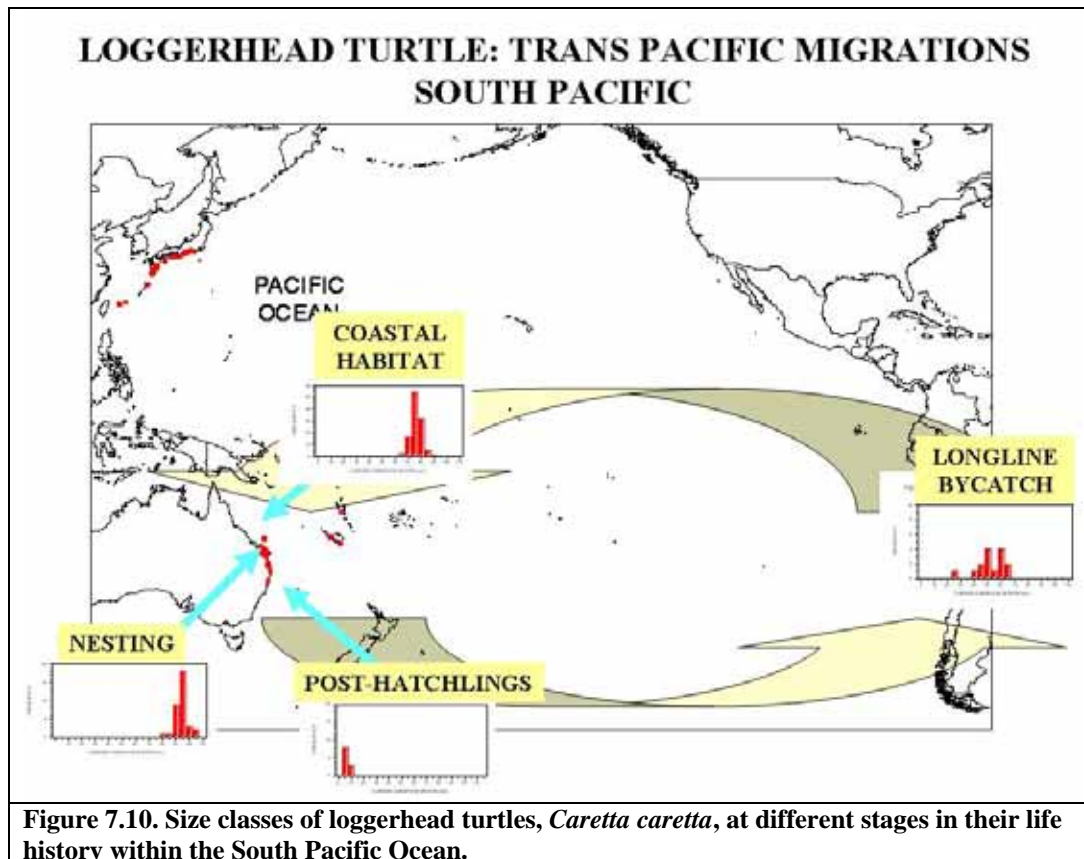 LOGGERHEAD TURTLE: TRANS PACIFIC MIGRATIONS
SOUTH PACIFIC
PACIFIC
OCEAN
COASTAL
HABITAT
LONGLINE
BYCATCH
NESTING
POST-HATCHLINGS
Figure 7.10. Size classes of loggerhead turtles, Caretta caretta, at different stages in their life
history within the South Pacific Ocean.